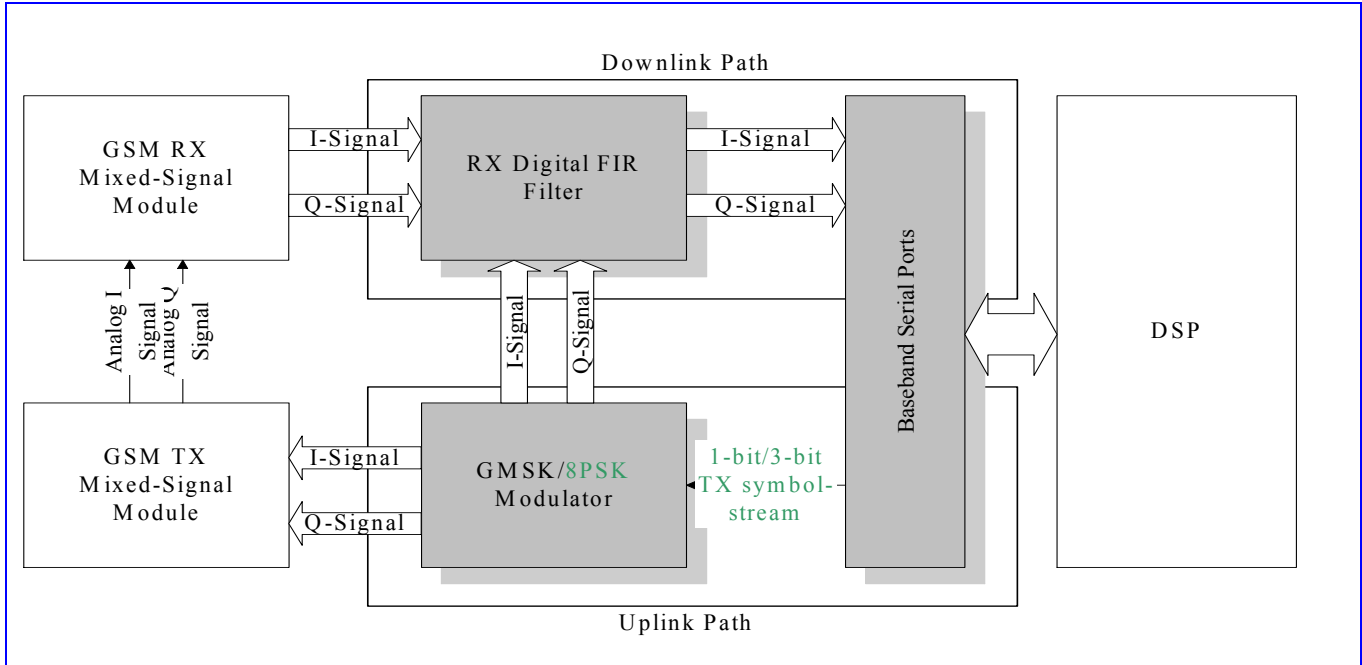 Downlink Path
GSM RX
Mixed-Signal
Module
I-Signal
Q-Signal
RX Digital FIR
Filter
I-Signal
Q-Signal
Baseband Serial Ports
DSP
Analog I
Signal
Analog Q
Signal
I-Signal
Q-Signal
GSM TX
Mixed-Signal
Module
I-Signal
Q-Signal
GMSK/8PSK
Modulator
1-bit/3-bit
TX symbol-
stream
Uplink Path